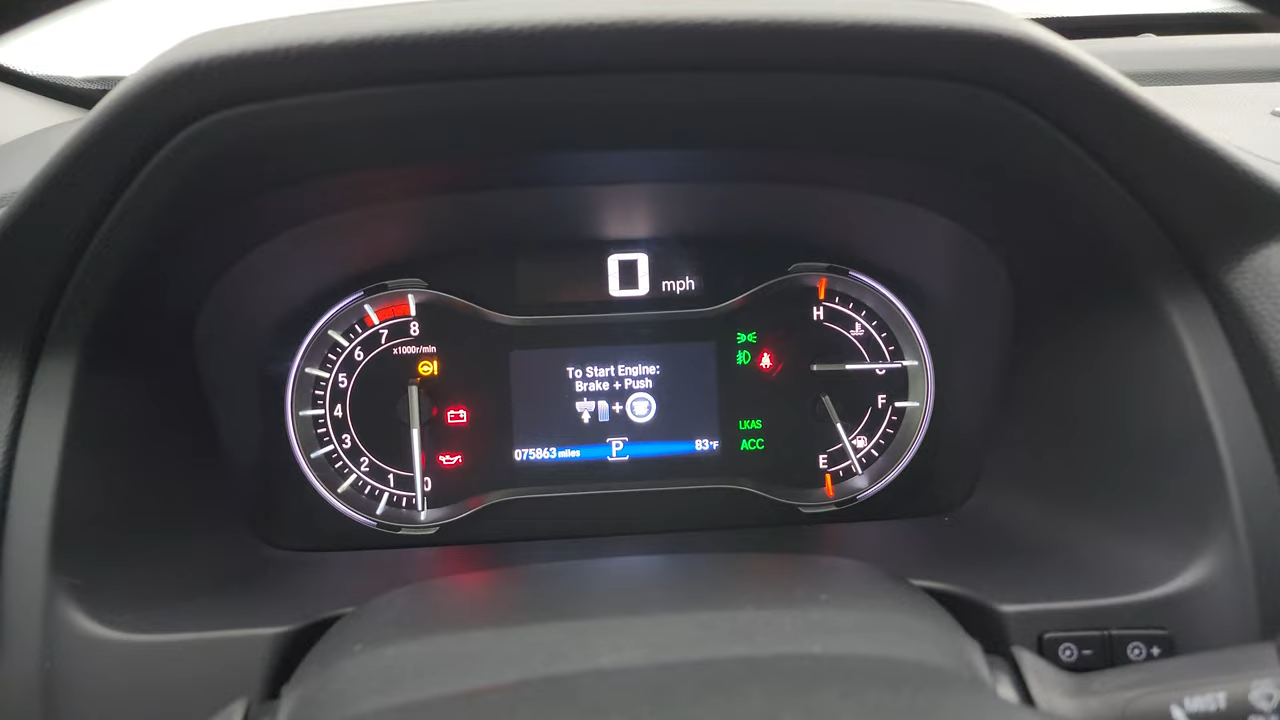 0 mph
8
7
6
x1000r/min
5
4
3
2
1
0
To Start Engine:
Brake + Push
075863 miles
P
83°F
LKAS
ACC
H
C
F
E
-
+
MIST